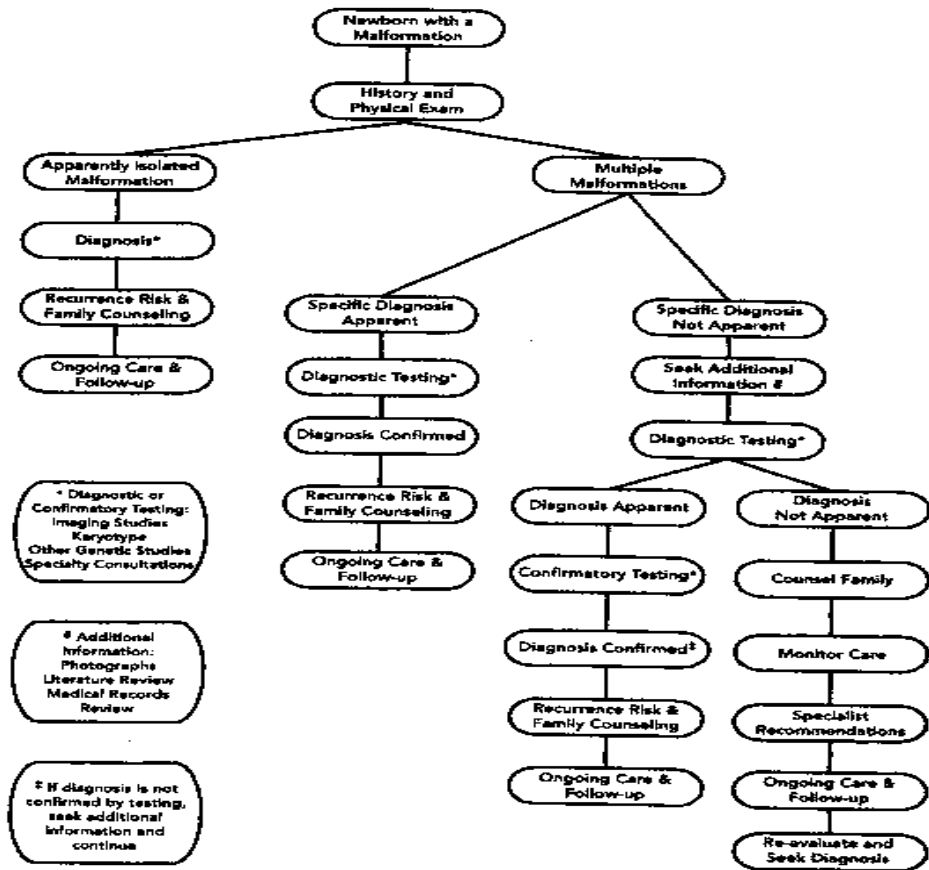 Newborn with a
Malformation
History and
Physical Exam
Apparently Isolated
Malformation
Multiple
Malformations
Diagnosis*
Recurrence Risk &
Family Counseling
Ongoing Care &
Follow-up
Specific Diagnosis
Apparent
Diagnostic Testing*
Diagnosis Confirmed
Recurrence Risk &
Family Counseling
Ongoing Care &
Follow-up
Specific Diagnosis
Not Apparent
Seek Additional
Information #
Diagnostic Testing*
Diagnosis Apparent
Confirmatory Testing*
Diagnosis Confirmed‡
Recurrence Risk &
Family Counseling
Ongoing Care &
Follow-up
Diagnosis
Not Apparent
Counsel Family
Monitor Care
Specialist
Recommendations
Ongoing Care &
Follow-up
Re-evaluate and
Seek Diagnosis
* Diagnostic or
Confirmatory Testing:
Imaging Studies
Karyotype
Other Genetic Studies
Specialty Consultations
# Additional
Information:
Photographs
Literature Review
Medical Records
Review
‡ If diagnosis is not
confirmed by testing,
seek additional
information and
continue